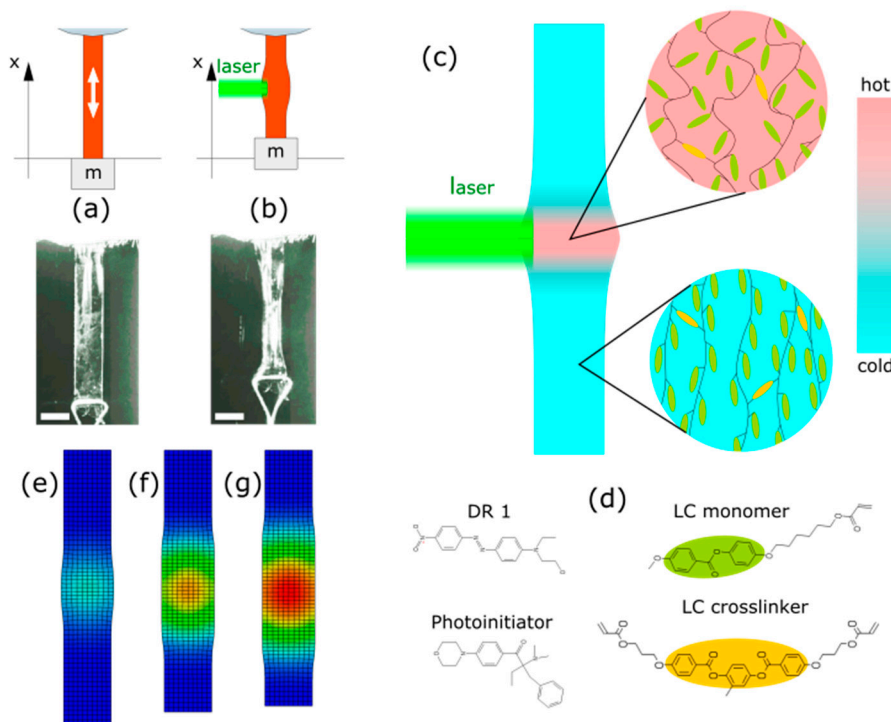 x
m
(a)
x
laser
m
(b)
(c)
laser
hot
cold
(e)
(f)
(g)
(d)
DR 1
LC monomer
Photoinitiator
LC crosslinker